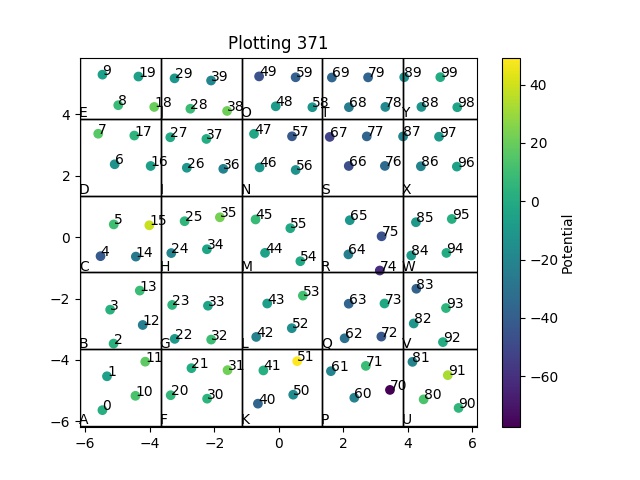 Plotting 371
9 19 29 39 49 59 69 79 89 99
8 18 28 38 48 58 68 78 88 98
E J O T Y
7 17 27 37 47 57 67 77 87 97
6 16 26 36 46 56 66 76 86 96
D I N S X
5 15 25 35 45 55 65 75 85 95
4 14 24 34 44 54 64 74 84 94
C H M R W
3 13 23 33 43 53 63 73 83 93
2 12 22 32 42 52 62 72 82 92
B G L Q V
1 11 21 31 41 51 61 71 81 91
0 10 20 30 40 50 60 70 80 90
A F K P U
4
2
0
−2
−4
−6
−6 −4 −2 0 2 4 6
40
20
0
−20
−40
−60
Potential